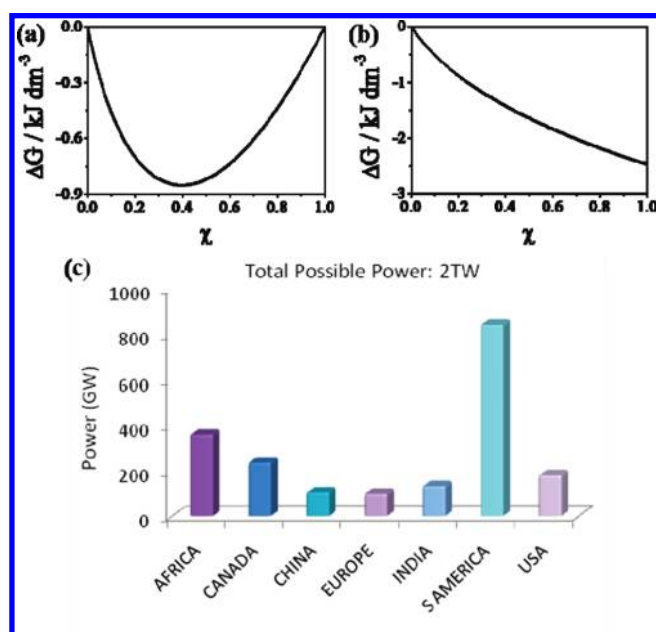 (a)
0.0
-0.3
-0.6
-0.9
ΔG / kJ dm⁻³
0.0 0.2 0.4 0.6 0.8 1.0
χ
(b)
0
-1
-2
-3
ΔG / kJ dm⁻³
0.0 0.2 0.4 0.6 0.8 1.0
χ
(c)
Total Possible Power: 2TW
1000
800
600
400
200
0
Power (GW)
AFRICA
CANADA
CHINA
EUROPE
INDIA
S AMERICA
USA